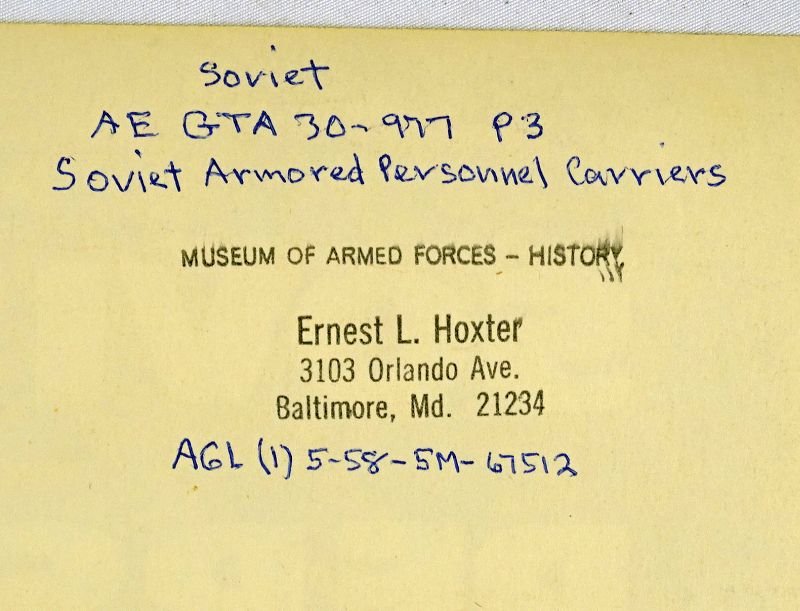 Soviet
AE GTA 30-977 P3
Soviet Armored Personnel Carriers
MUSEUM OF ARMED FORCES - HISTORY
Ernest L. Hoxter
3103 Orlando Ave.
Baltimore, Md. 21234
AGL (1) 5-58-5M-67512